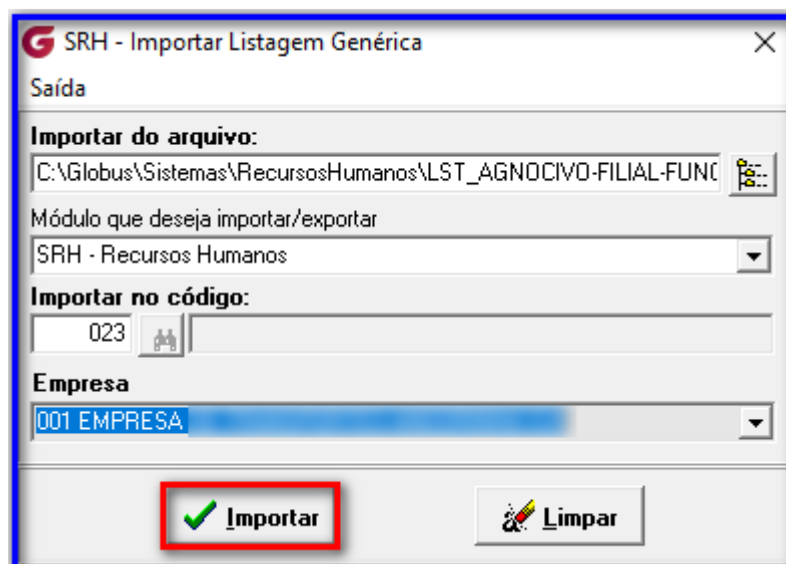 SRH - Importar Listagem Genérica
Saída
Importar do arquivo:
C:\Globus\Sistemas\RecursosHumanos\LST_AGNOCIVO-FILIAL-FUNC
Módulo que deseja importar/exportar
SRH - Recursos Humanos
Importar no código:
023
Empresa
001 EMPRESA
Importar Limpar